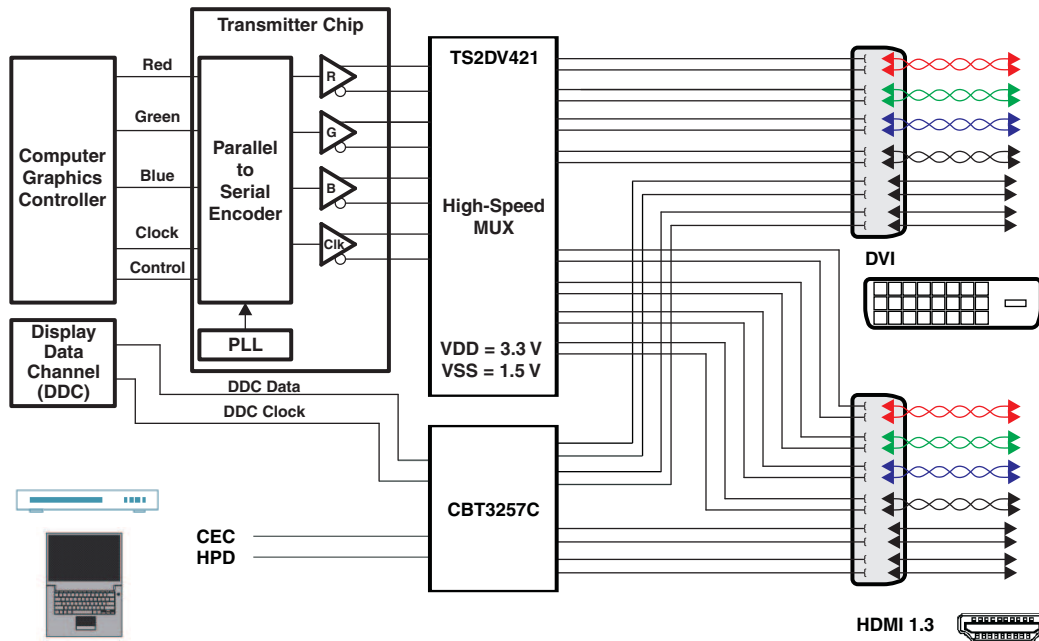 Transmitter Chip
Computer
Graphics
Controller
Red
Green
Blue
Clock
Control
Parallel
to
Serial
Encoder
R
G
B
Clk
PLL
TS2DV421
High-Speed
MUX
VDD = 3.3 V
VSS = 1.5 V
DVI
Display
Data
Channel
(DDC)
DDC Data
DDC Clock
CBT3257C
CEC
HPD
HDMI 1.3